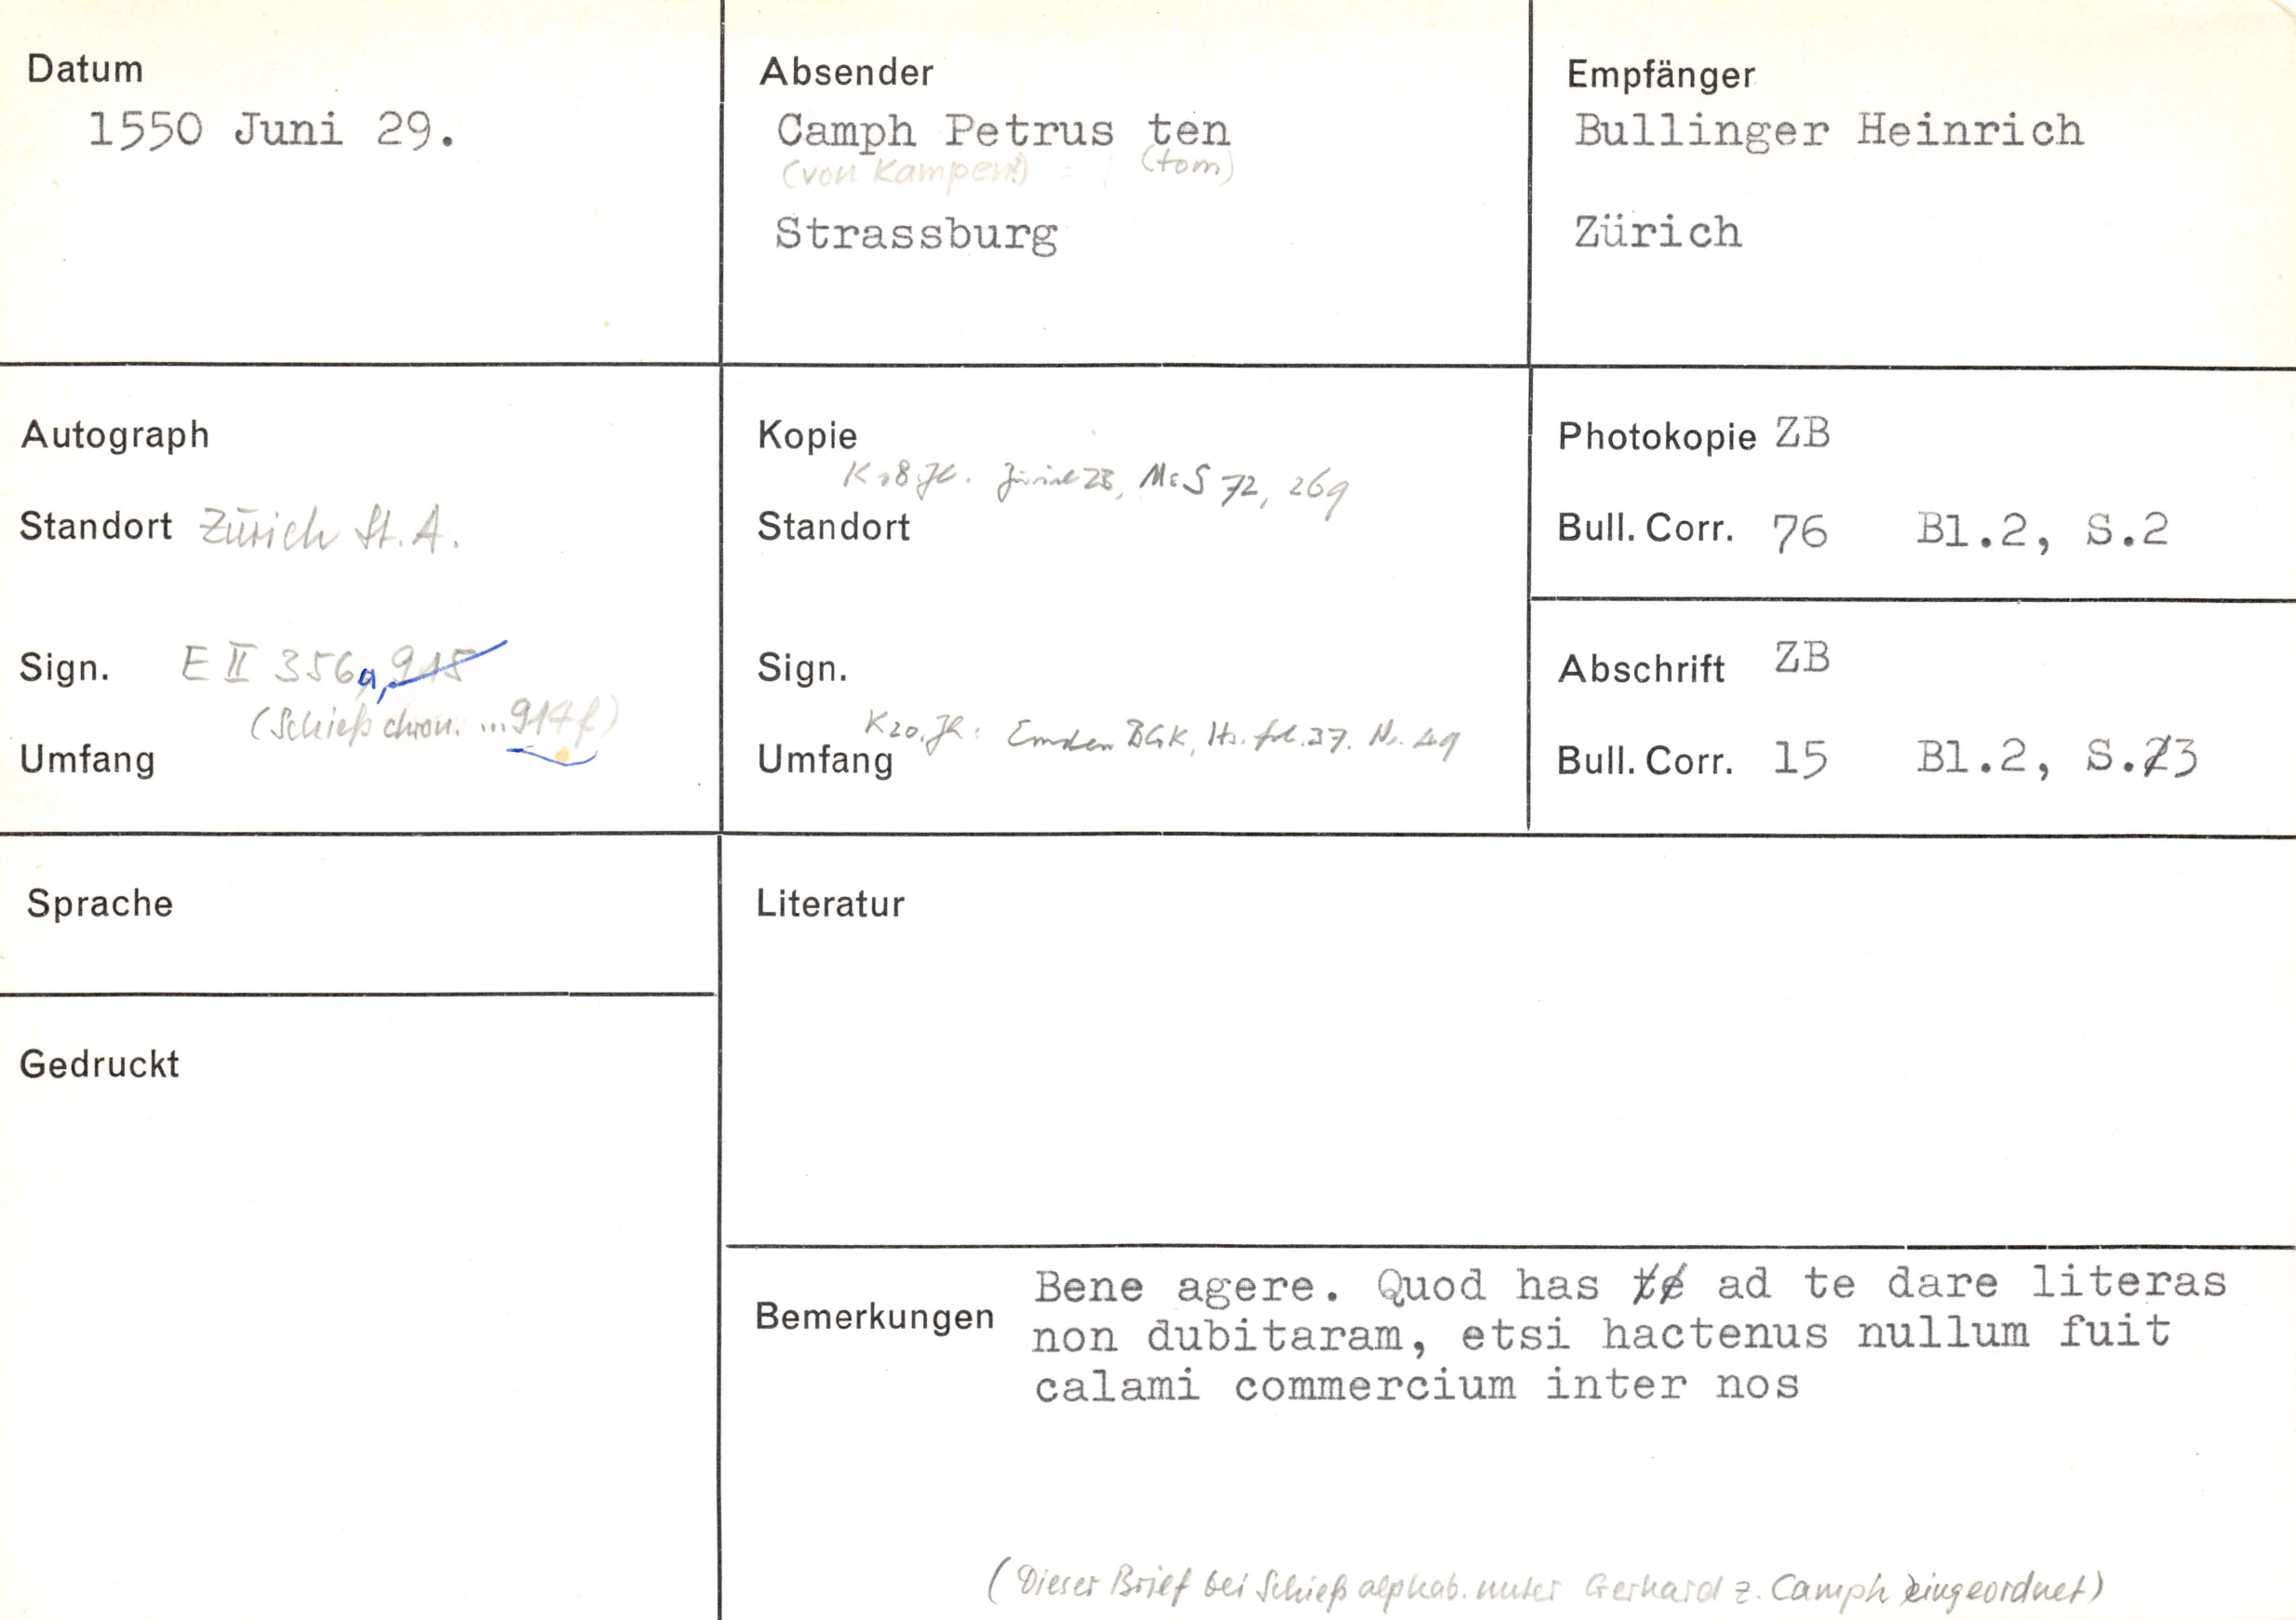 Datum
1550 Juni 29.
Absender
Camph Petrus ten
(von Kampen?) (tom)
Strassburg
Empfänger
Bullinger Heinrich
Zürich
Autograph
Standort Zürich St. A.
Sign. E II 356a, 915
(Schieß chron. ...914f)
Umfang
Kopie
K 18 Jh. Zürich ZB, Ms S 72, 269
Standort
Sign.
K 20. Jh: Emden BGK, Hs. fol. 37. Nr. 49
Umfang
Photokopie ZB
Bull. Corr. 76 Bl.2, S.2
Abschrift ZB
Bull. Corr. 15 Bl.2, S.23
Sprache
Gedruckt
Literatur
Bemerkungen
Bene agere. Quod has te ad te dare literas
non dubitaram, etsi hactenus nullum fuit
calami commercium inter nos
(Dieser Brief bei Schieß alphab. unter Gerhard z. Camph eingeordnet)